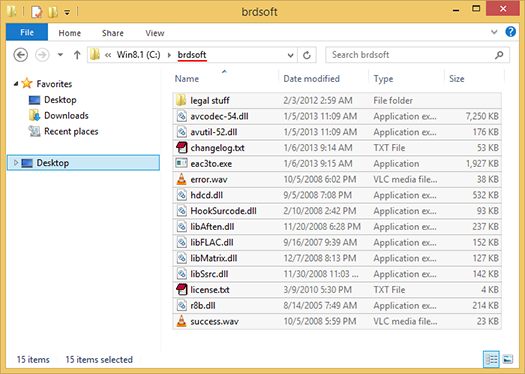 brdsoft
File Home Share View
« Win8.1 (C:) brdsoft Search brdsoft
Favorites
Desktop
Downloads
Recent places
Desktop
Name Date modified Type Size
legal stuff 2/3/2012 2:59 AM File folder
avcodec-54.dll 1/5/2013 11:09 AM Application ex... 7,250 KB
avutil-52.dll 1/5/2013 11:09 AM Application ex... 176 KB
changelog.txt 1/6/2013 9:14 AM TXT File 53 KB
eac3to.exe 1/6/2013 9:15 AM Application 1,927 KB
error.wav 10/5/2008 6:02 PM VLC media file... 38 KB
hdcd.dll 9/5/2008 7:08 PM Application ex... 532 KB
HookSurcode.dll 2/10/2008 2:42 PM Application ex... 93 KB
libAften.dll 11/20/2008 6:28 PM Application ex... 237 KB
libFLAC.dll 9/16/2007 9:39 AM Application ex... 152 KB
libMatrix.dll 12/7/2008 8:13 PM Application ex... 127 KB
libSsrc.dll 11/30/2008 11:03 ... Application ex... 142 KB
license.txt 3/9/2010 5:30 PM TXT File 4 KB
r8b.dll 8/14/2005 7:49 AM Application ex... 214 KB
success.wav 10/5/2008 5:59 PM VLC media file... 23 KB
15 items 15 items selected